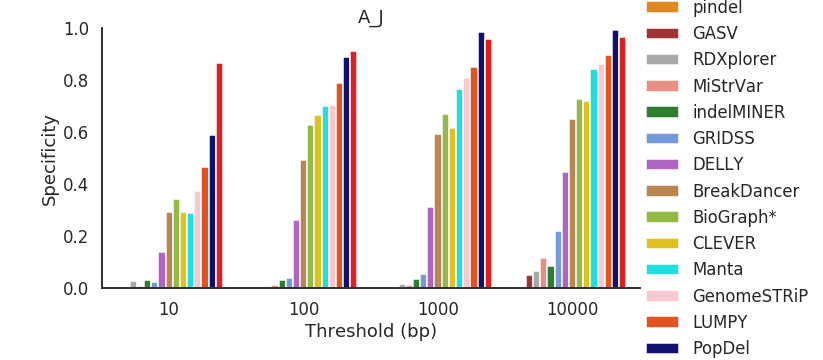 A_J
1.0
0.8
0.6
0.4
0.2
0.0
Specificity
10
100
1000
10000
Threshold (bp)
pindel
GASV
RDXplorer
MiStrVar
indelMINER
GRIDSS
DELLY
BreakDancer
BioGraph*
CLEVER
Manta
GenomeSTRiP
LUMPY
PopDel